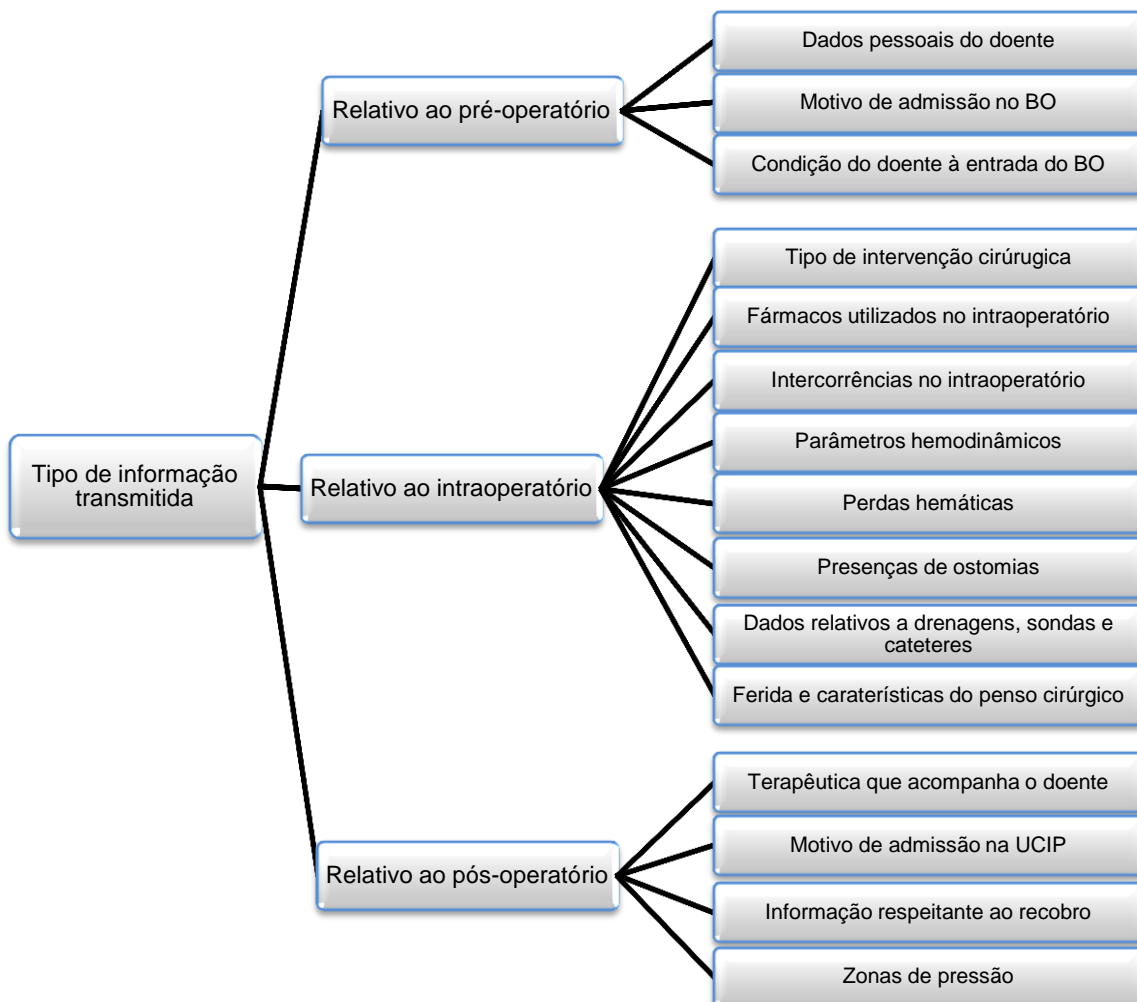 Tipo de informação
transmitida
Relativo ao pré-operatório
Dados pessoais do doente
Motivo de admissão no BO
Condição do doente à entrada do BO
Relativo ao intraoperatório
Tipo de intervenção cirúrugica
Fármacos utilizados no intraoperatório
Intercorrências no intraoperatório
Parâmetros hemodinâmicos
Perdas hemáticas
Presenças de ostomias
Dados relativos a drenagens, sondas e
cateteres
Ferida e caraterísticas do penso cirúrgico
Relativo ao pós-operatório
Terapêutica que acompanha o doente
Motivo de admissão na UCIP
Informação respeitante ao recobro
Zonas de pressão